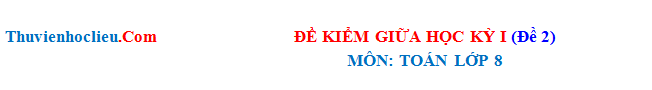 Thuvienhoclieu.Com ĐỀ KIỂM GIỮA HỌC KỲ I (Đề 2)
MÔN: TOÁN LỚP 8